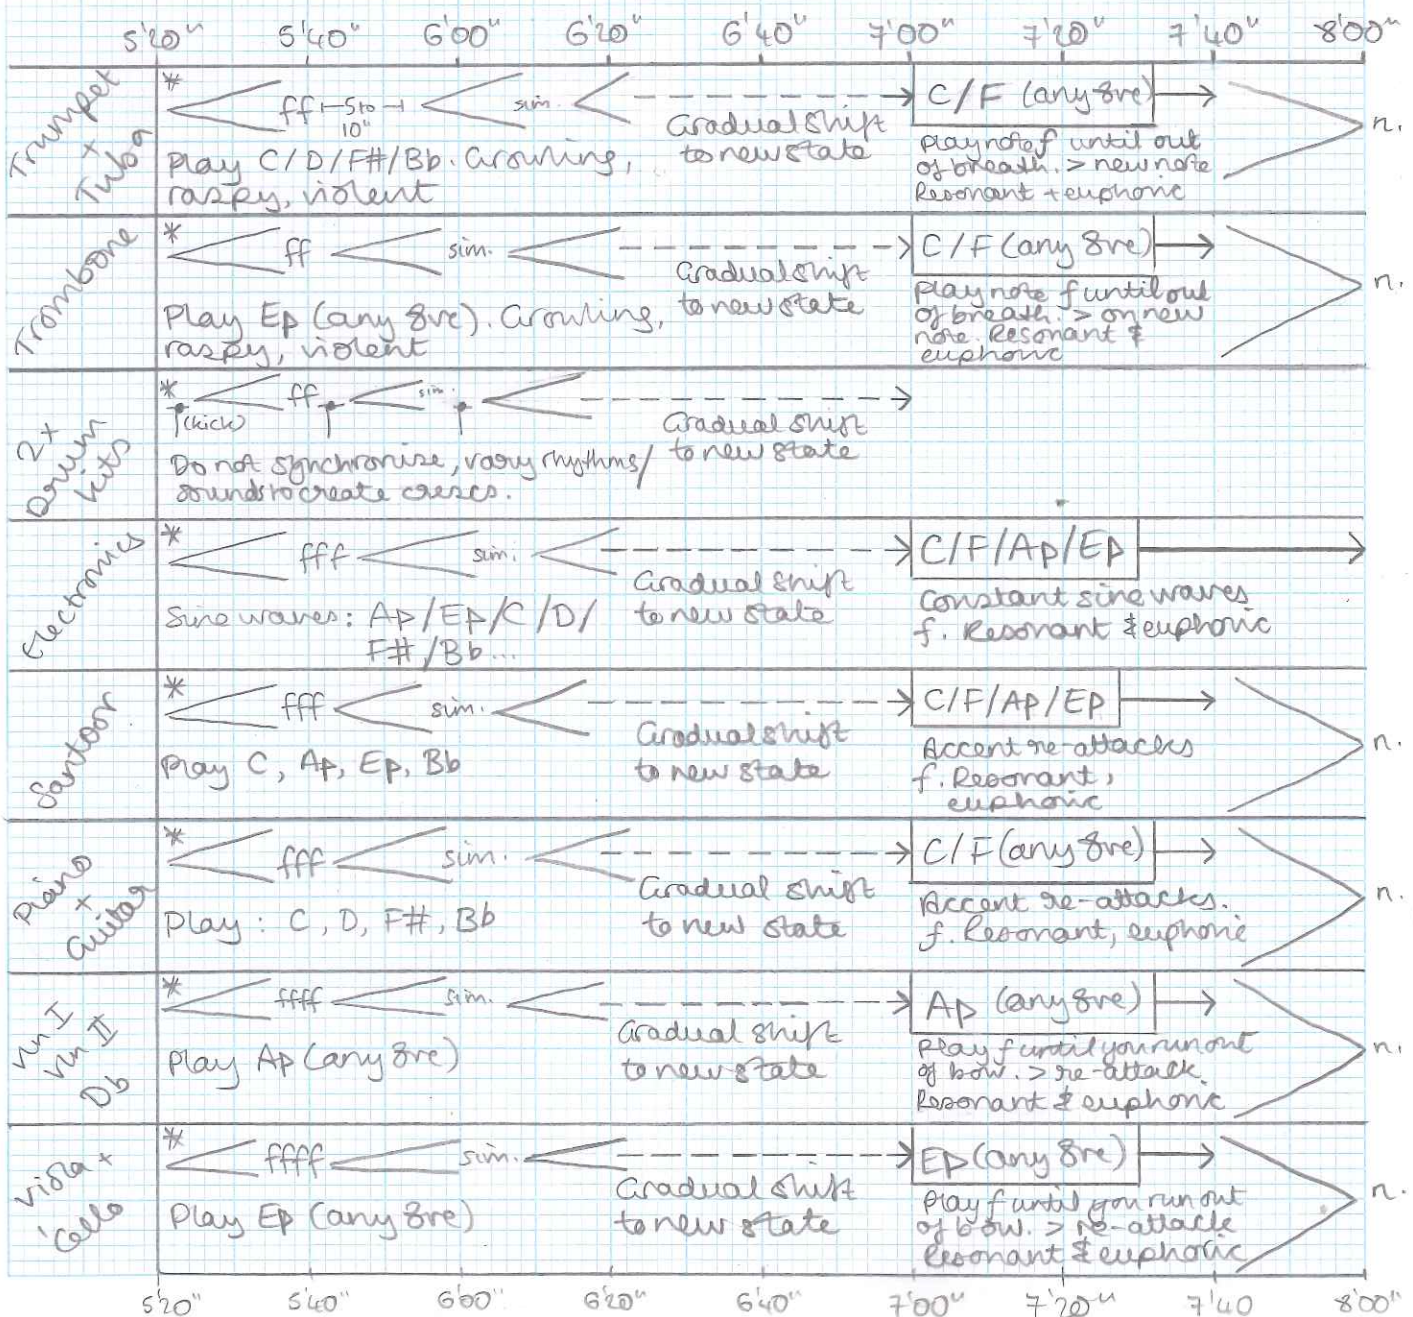 5'20" 5'40" 6'00" 6'20" 6'40" 7'00" 7'20" 7'40" 8'00"
Trumpet
+
Tuba
* ff 5 to sim. C/F (any 8ve) n.
10"
Gradual shift
to new state
Play C/D/F#/Bb. Growling,
raspy, violent
Play note f until out
of breath. > new note
Resonant + euphonic
Trombone
* ff sim. C/F (any 8ve) n.
Gradual shift
to new state
Play Eb (any 8ve). Growling,
raspy, violent
Play note f until out
of breath. > on new
note. Resonant &
euphonic
2+
Drum
kits
* ff sim.
(kick)
Gradual shift
to new state
Do not synchronise, vary rhythms/
sounds to create crescs.
Electronics
* fff sim. C/F/Ab/Eb
Gradual shift
to new state
Sine waves: Ab/Eb/C/D/
F#/Bb...
Constant sine waves
f. Resonant & euphonic
Santoor
* fff sim. C/F/Ab/Eb n.
Gradual shift
to new state
Play C, Ab, Eb, Bb
Accent re-attacks
f. Resonant,
euphonic
Piano
+
Guitar
* fff sim. C/F (any 8ve) n.
Gradual shift
to new state
Play: C, D, F#, Bb
Accent re-attacks.
f. Resonant, euphonic
Vln I
Vln II
Db
* ffff sim. Ab (any 8ve) n.
Gradual shift
to new state
Play Ab (any 8ve)
Play f until you run out
of bow. > re-attack.
Resonant & euphonic
Viola +
'Cello
* ffff sim. Eb (any 8ve) n.
Gradual shift
to new state
Play Eb (any 8ve)
Play f until you run out
of bow. > re-attack
Resonant & euphonic
5'20" 5'40" 6'00" 6'20" 6'40" 7'00" 7'20" 7'40 8'00"